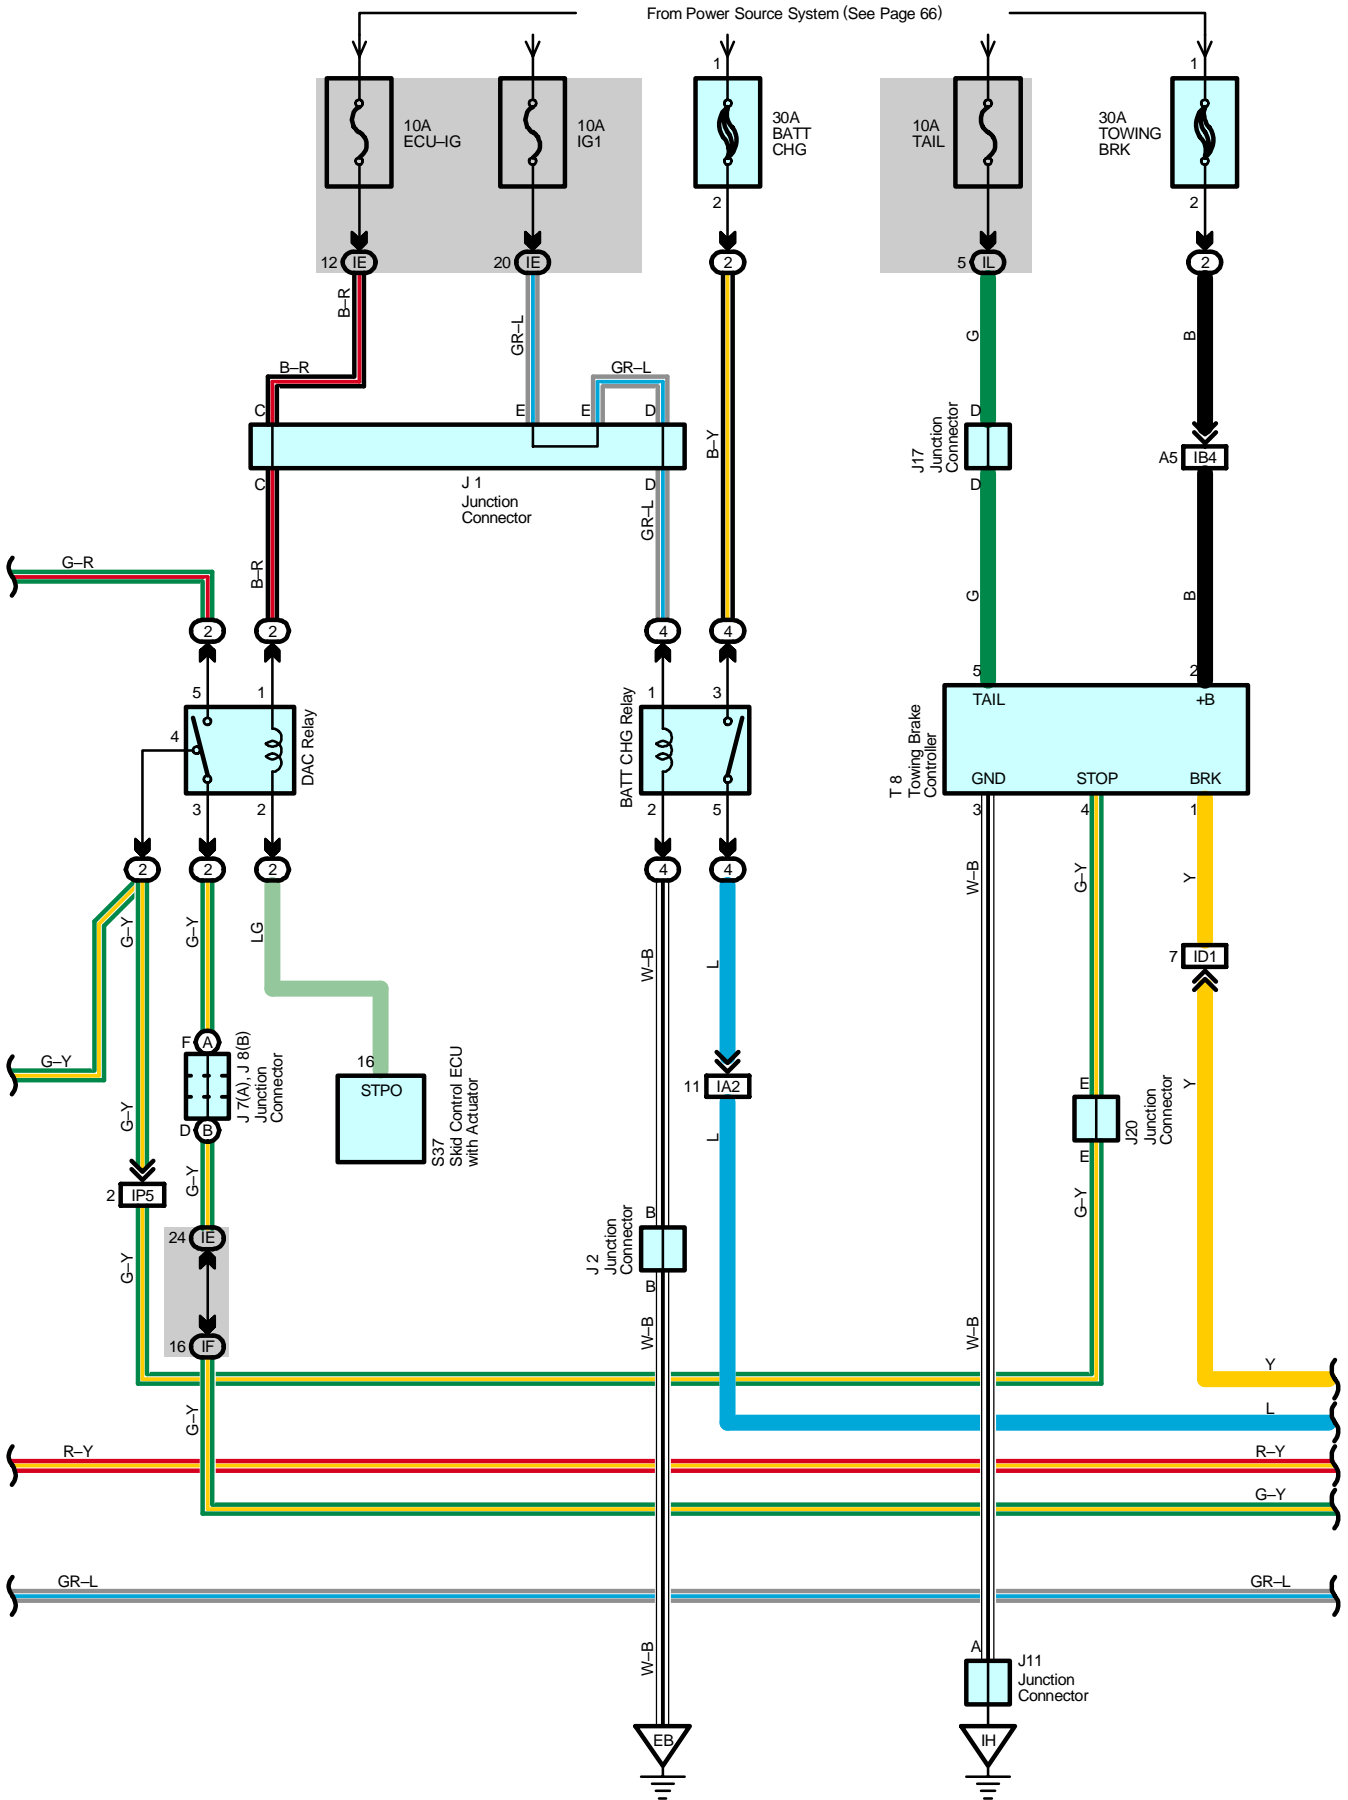 From Power Source System (See Page 66)
1
1
10A
ECU–IG
10A
IG1
30A
BATT
CHG
10A
TAIL
30A
TOWING
BRK
2
2
12 IE
20 IE
2
5 IL
2
B–R
GR–L
G
B
B–R
GR–L
C
E
E
D
B–Y
D
J17
Junction
Connector
D
A5 IB4
C
D
J 1
Junction
Connector
GR–L
G–R
B–R
G
B
2
2
4
4
5
1
1
3
5
2
4
DAC Relay
BATT CHG Relay
TAIL
+B
T 8
Towing Brake
Controller
GND
STOP
BRK
3
2
2
5
3
4
1
2
2
2
4
4
G–Y
G–Y
LG
W–B
L
W–B
G–Y
Y
7 ID1
G–Y
F A
J 7(A), J 8(B)
Junction
Connector
D B
16
STPO
S37
Skid Control ECU
with Actuator
11 IA2
Y
E
J20
Junction
Connector
E
G–Y
G–Y
L
G–Y
2 IP5
24 IE
G–Y
B
J 2
Junction
Connector
B
16 IF
W–B
W–B
G–Y
Y
L
R–Y
R–Y
G–Y
GR–L
GR–L
W–B
A
J11
Junction
Connector
EB
IH